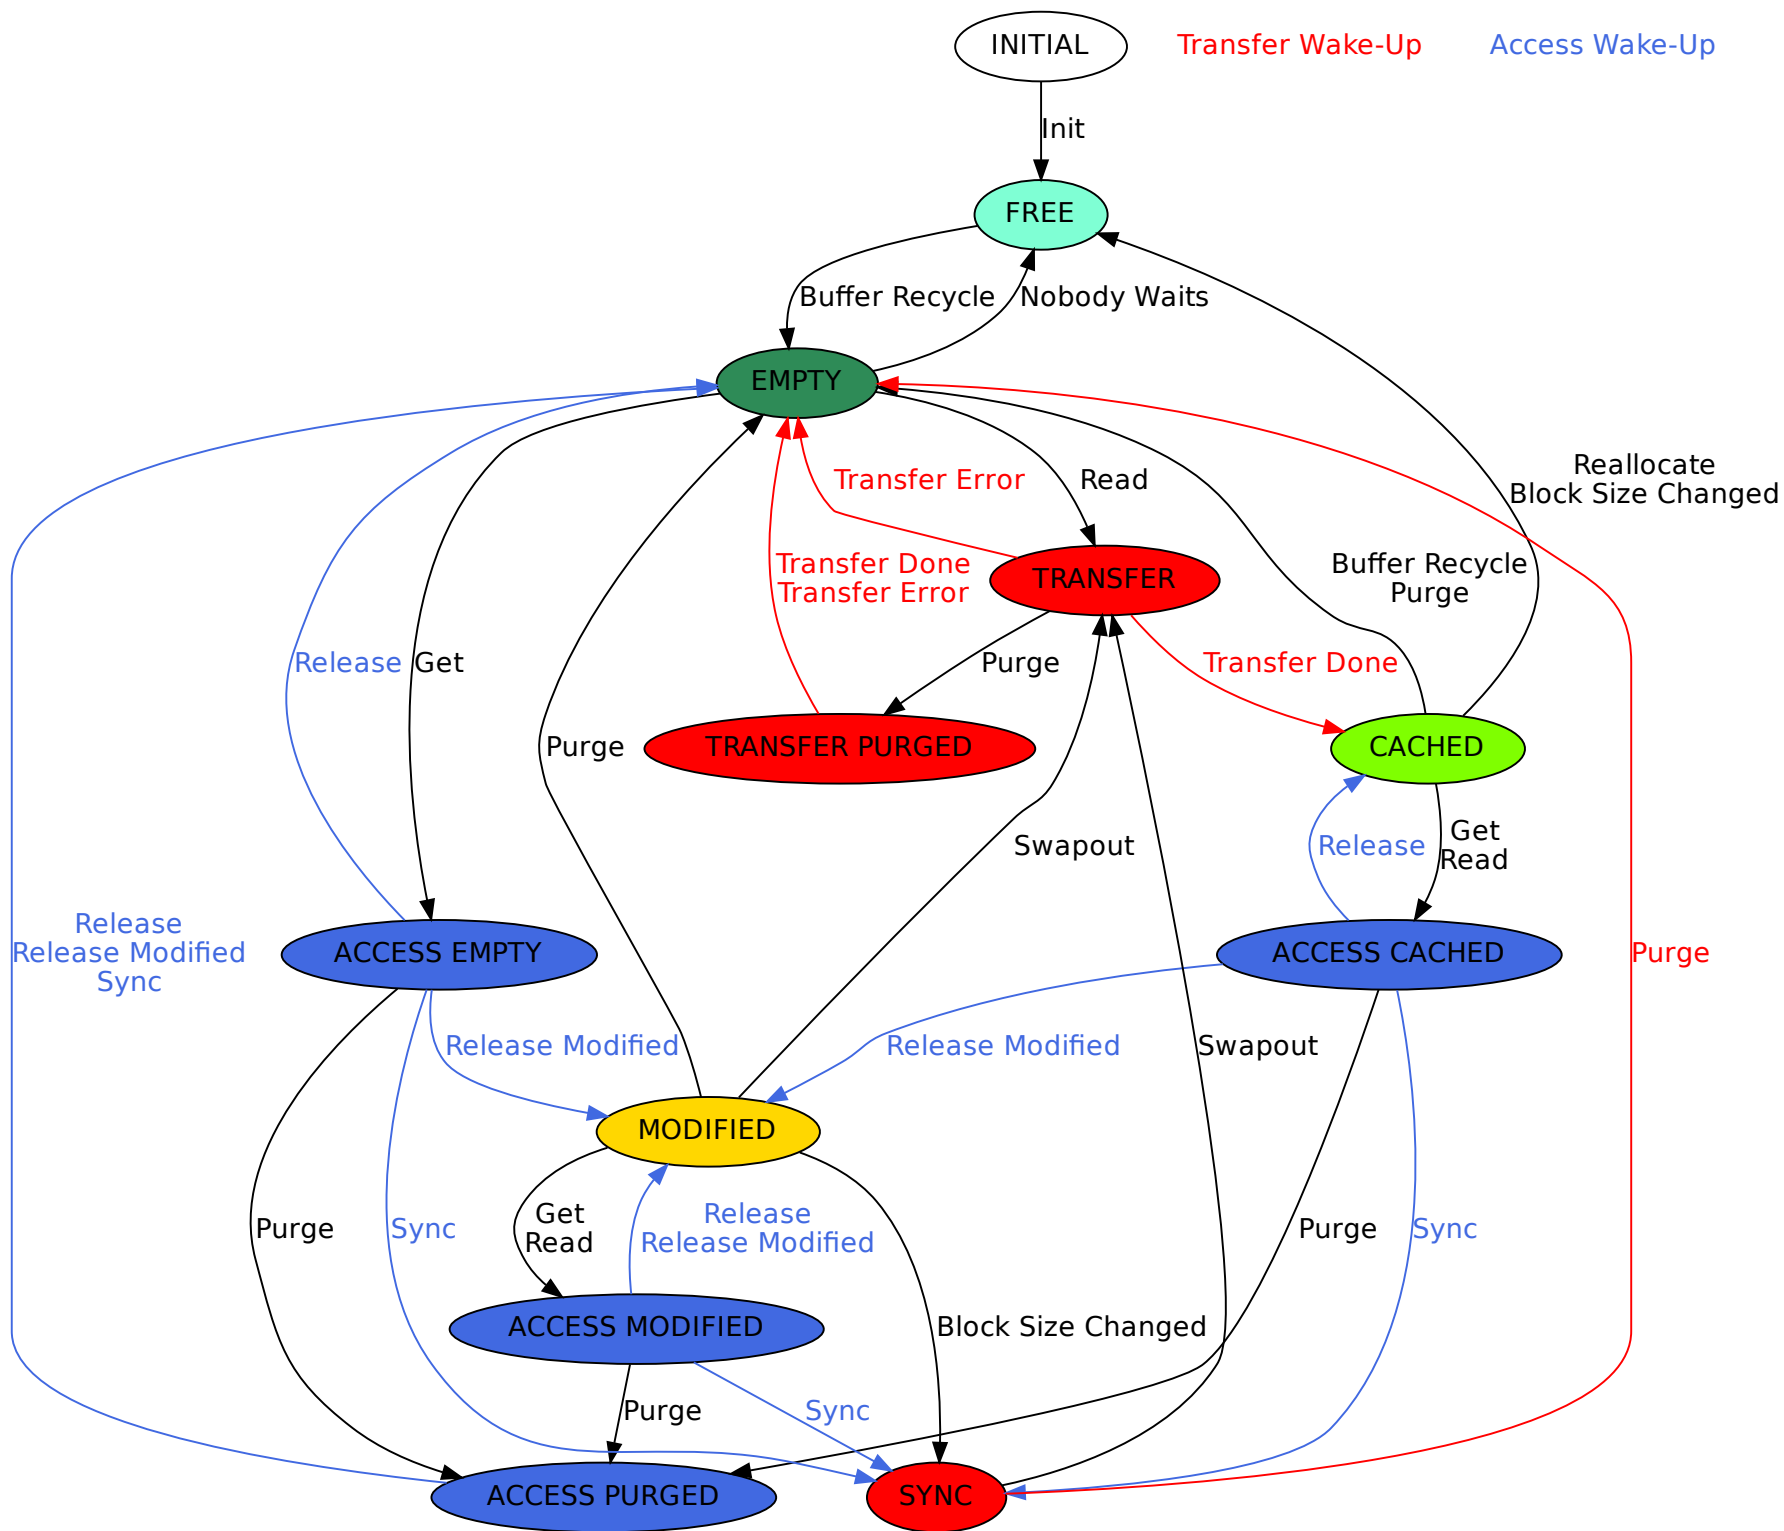 INITIAL
Transfer Wake-Up
Access Wake-Up
Init
FREE
Buffer Recycle
Nobody Waits
EMPTY
Transfer Error
Read
Reallocate
Block Size Changed
Transfer Done
Transfer Error
TRANSFER
Buffer Recycle
Purge
Release
Get
Purge
Transfer Done
Purge
TRANSFER PURGED
CACHED
Swapout
Release
Get
Read
Release
Release Modified
Sync
ACCESS EMPTY
ACCESS CACHED
Purge
Release Modified
Release Modified
Swapout
MODIFIED
Purge
Sync
Get
Read
Release
Release Modified
Purge
Sync
ACCESS MODIFIED
Block Size Changed
Purge
Sync
ACCESS PURGED
SYNC